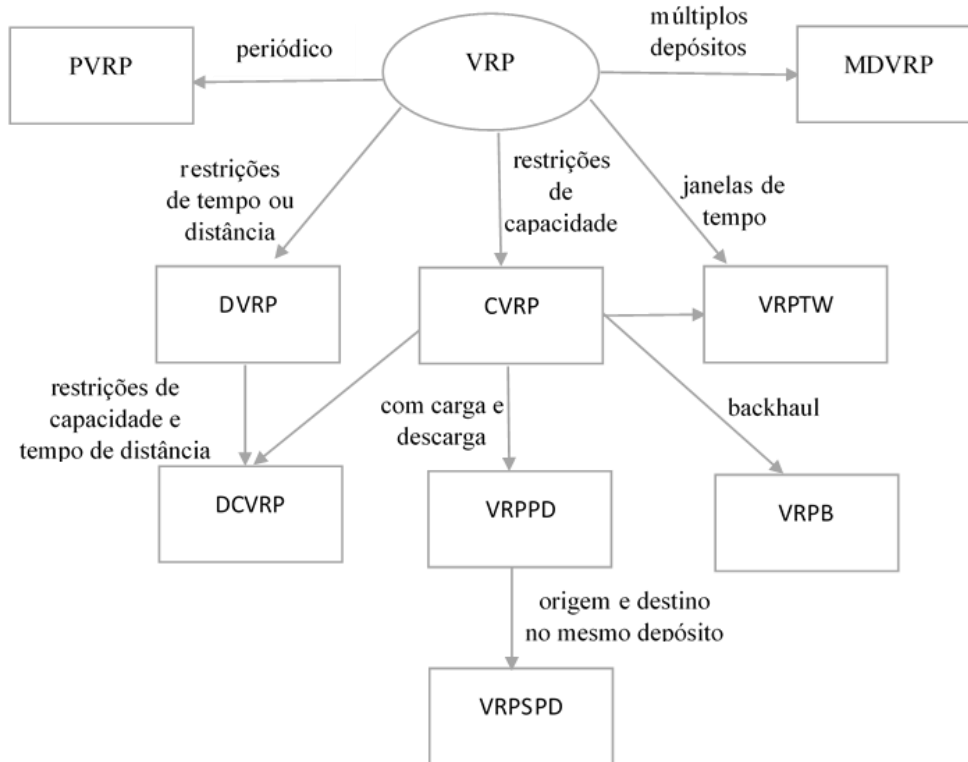 PVRP
periódico
VRP
múltiplos
depósitos
MDVRP
restrições
de tempo ou
distância
restrições
de
capacidade
janelas de
tempo
DVRP
CVRP
VRPTW
restrições de
capacidade e
tempo de distância
com carga e
descarga
backhaul
DCVRP
VRPPD
VRPB
origem e destino
no mesmo depósito
VRPSPD